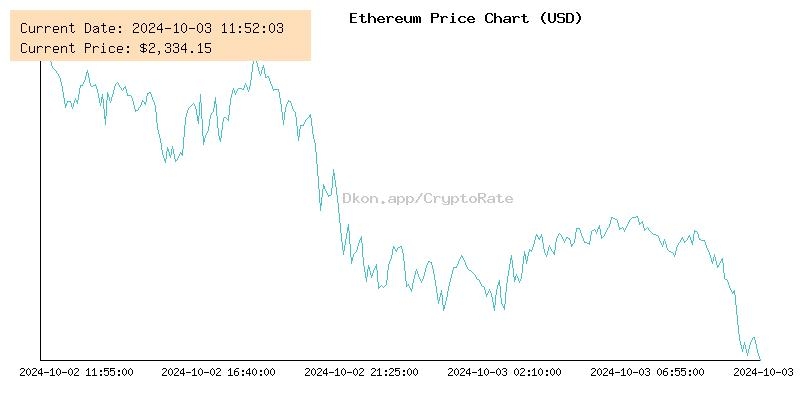 Ethereum Price Chart (USD)
Current Date: 2024-10-03 11:52:03
Current Price: $2,334.15
Dkon.app/CryptoRate
2024-10-02 11:55:00 2024-10-02 16:40:00 2024-10-02 21:25:00 2024-10-03 02:10:00 2024-10-03 06:55:00 2024-10-03